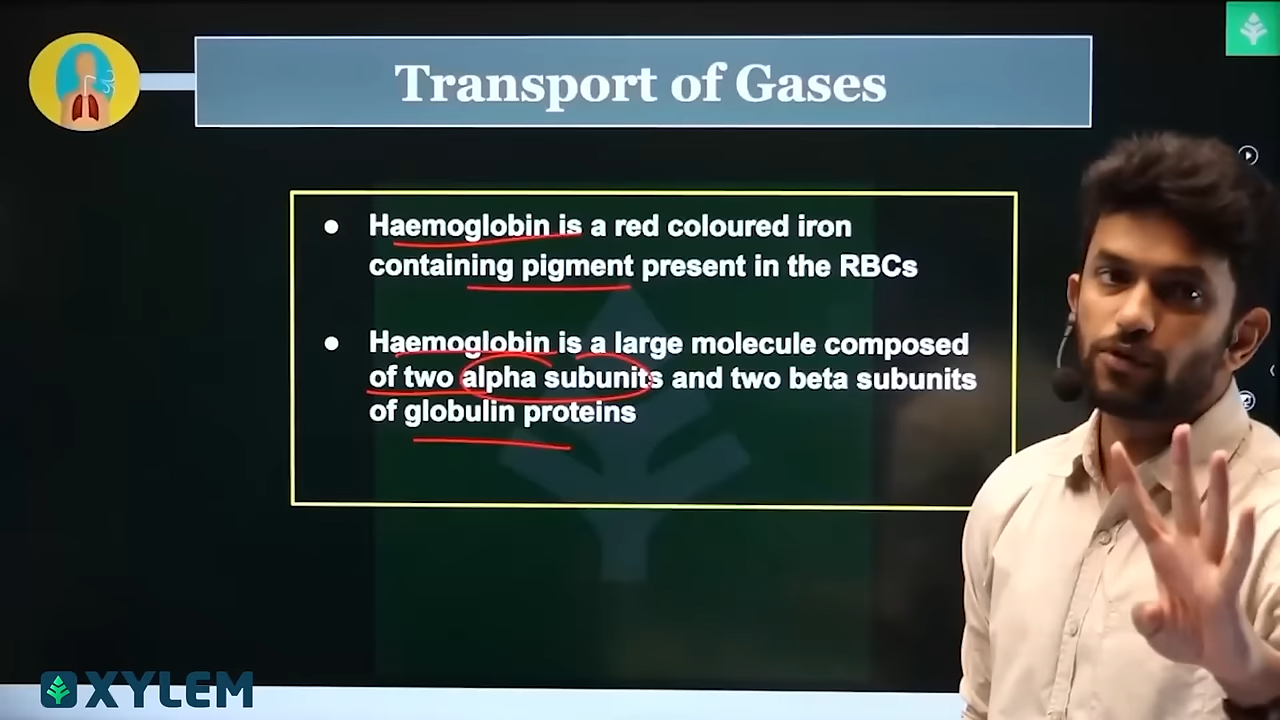 Transport of Gases
● Haemoglobin is a red coloured iron
containing pigment present in the RBCs
● Haemoglobin is a large molecule composed
of two alpha subunits and two beta subunits
of globulin proteins
XYLEM